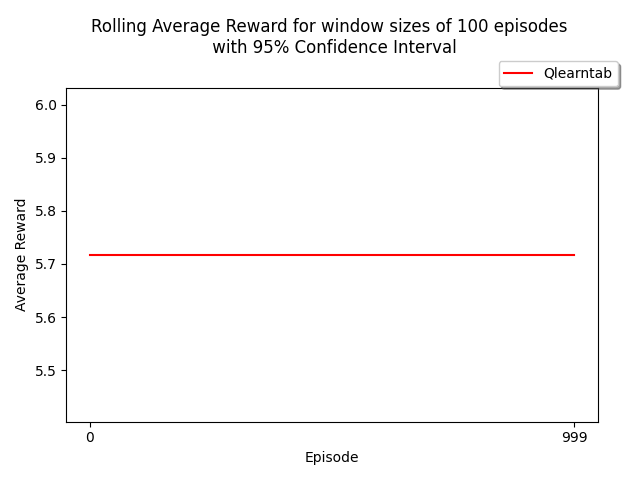 Rolling Average Reward for window sizes of 100 episodes
with 95% Confidence Interval
Qlearntab
6.0
5.9
5.8
5.7
5.6
5.5
Average Reward
0
999
Episode